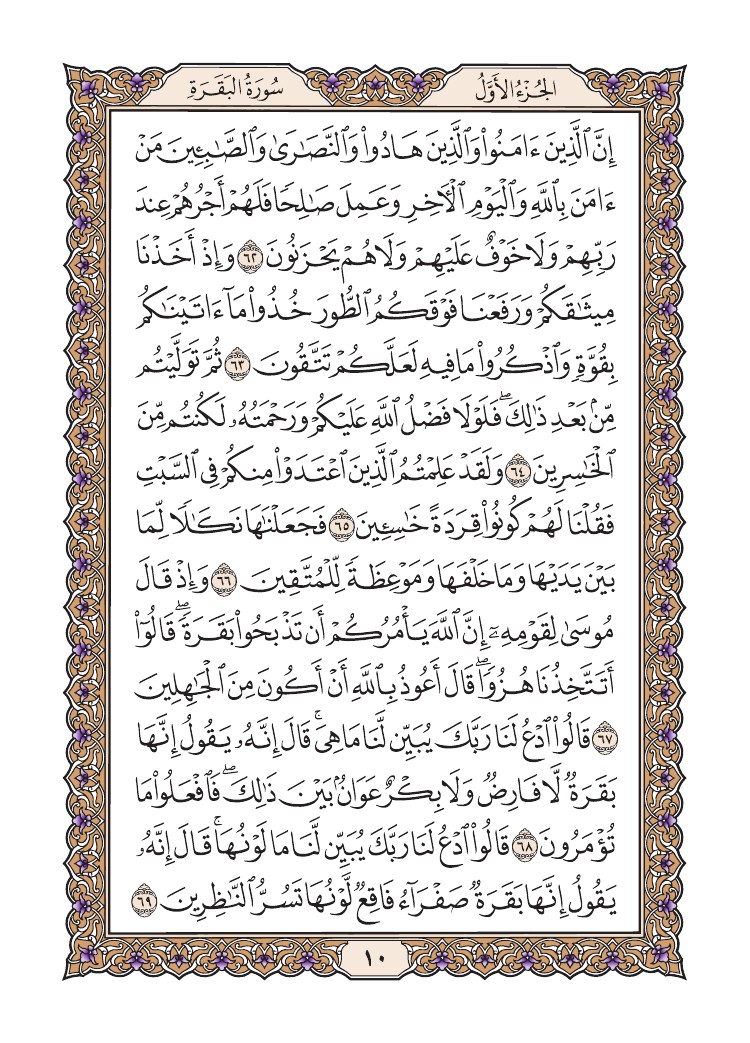 الجُزْءُ الأَوَّلُ
سُورَةُ البَقَرَةِ
إِنَّ ٱلَّذِينَ ءَامَنُوا۟ وَٱلَّذِينَ هَادُوا۟ وَٱلنَّصَٰرَىٰ وَٱلصَّٰبِـِٔينَ مَنْ
ءَامَنَ بِٱللَّهِ وَٱلْيَوْمِ ٱلْءَاخِرِ وَعَمِلَ صَٰلِحًا فَلَهُمْ أَجْرُهُمْ عِندَ
رَبِّهِمْ وَلَا خَوْفٌ عَلَيْهِمْ وَلَا هُمْ يَحْزَنُونَ ٦٢ وَإِذْ أَخَذْنَا
مِيثَٰقَكُمْ وَرَفَعْنَا فَوْقَكُمُ ٱلطُّورَ خُذُوا۟ مَآ ءَاتَيْنَٰكُم
بِقُوَّةٍ وَٱذْكُرُوا۟ مَا فِيهِ لَعَلَّكُمْ تَتَّقُونَ ٦٣ ثُمَّ تَوَلَّيْتُم
مِّنۢ بَعْدِ ذَٰلِكَ ۖ فَلَوْلَا فَضْلُ ٱللَّهِ عَلَيْكُمْ وَرَحْمَتُهُۥ لَكُنتُم مِّنَ
ٱلْخَٰسِرِينَ ٦٤ وَلَقَدْ عَلِمْتُمُ ٱلَّذِينَ ٱعْتَدَوْا۟ مِنكُمْ فِى ٱلسَّبْتِ
فَقُلْنَا لَهُمْ كُونُوا۟ قِرَدَةً خَٰسِـِٔينَ ٦٥ فَجَعَلْنَٰهَا نَكَٰلًا لِّمَا
بَيْنَ يَدَيْهَا وَمَا خَلْفَهَا وَمَوْعِظَةً لِّلْمُتَّقِينَ ٦٦ وَإِذْ قَالَ
مُوسَىٰ لِقَوْمِهِۦٓ إِنَّ ٱللَّهَ يَأْمُرُكُمْ أَن تَذْبَحُوا۟ بَقَرَةً ۖ قَالُوٓا۟
أَتَتَّخِذُنَا هُزُوًا ۖ قَالَ أَعُوذُ بِٱللَّهِ أَنْ أَكُونَ مِنَ ٱلْجَٰهِلِينَ
٦٧ قَالُوا۟ ٱدْعُ لَنَا رَبَّكَ يُبَيِّن لَّنَا مَا هِىَ ۚ قَالَ إِنَّهُۥ يَقُولُ إِنَّهَا
بَقَرَةٌ لَّا فَارِضٌ وَلَا بِكْرٌ عَوَانٌۢ بَيْنَ ذَٰلِكَ ۖ فَٱفْعَلُوا۟ مَا
تُؤْمَرُونَ ٦٨ قَالُوا۟ ٱدْعُ لَنَا رَبَّكَ يُبَيِّن لَّنَا مَا لَوْنُهَا ۚ قَالَ إِنَّهُۥ
يَقُولُ إِنَّهَا بَقَرَةٌ صَفْرَآءُ فَاقِعٌ لَّوْنُهَا تَسُرُّ ٱلنَّٰظِرِينَ ٦٩
١٠